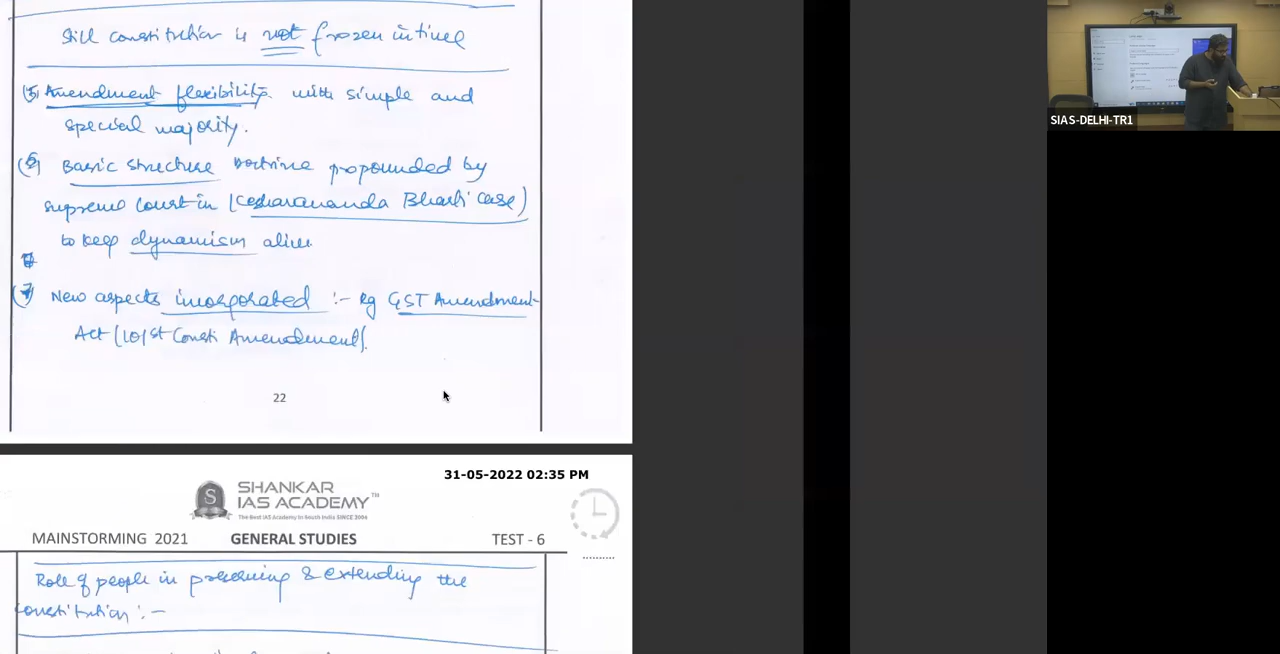 Still constitution is not frozen in time
(5) Amendment flexibility with simple and
special majority.
(6) Basic structure Doctrine propounded by
supreme Court in (Kesharananda Bharti case)
to keep dynamism alive.
(7) New aspects incorporated :- Eg GST Amendment
Act (101st Consti Amendment).
22
31-05-2022 02:35 PM
S
SHANKAR
IAS ACADEMY™
The Best IAS Academy in South India SINCE 2004
MAINSTORMING 2021 GENERAL STUDIES TEST - 6
Role of people in preserving & extending the
constitution :-
SIAS-DELHI-TR1